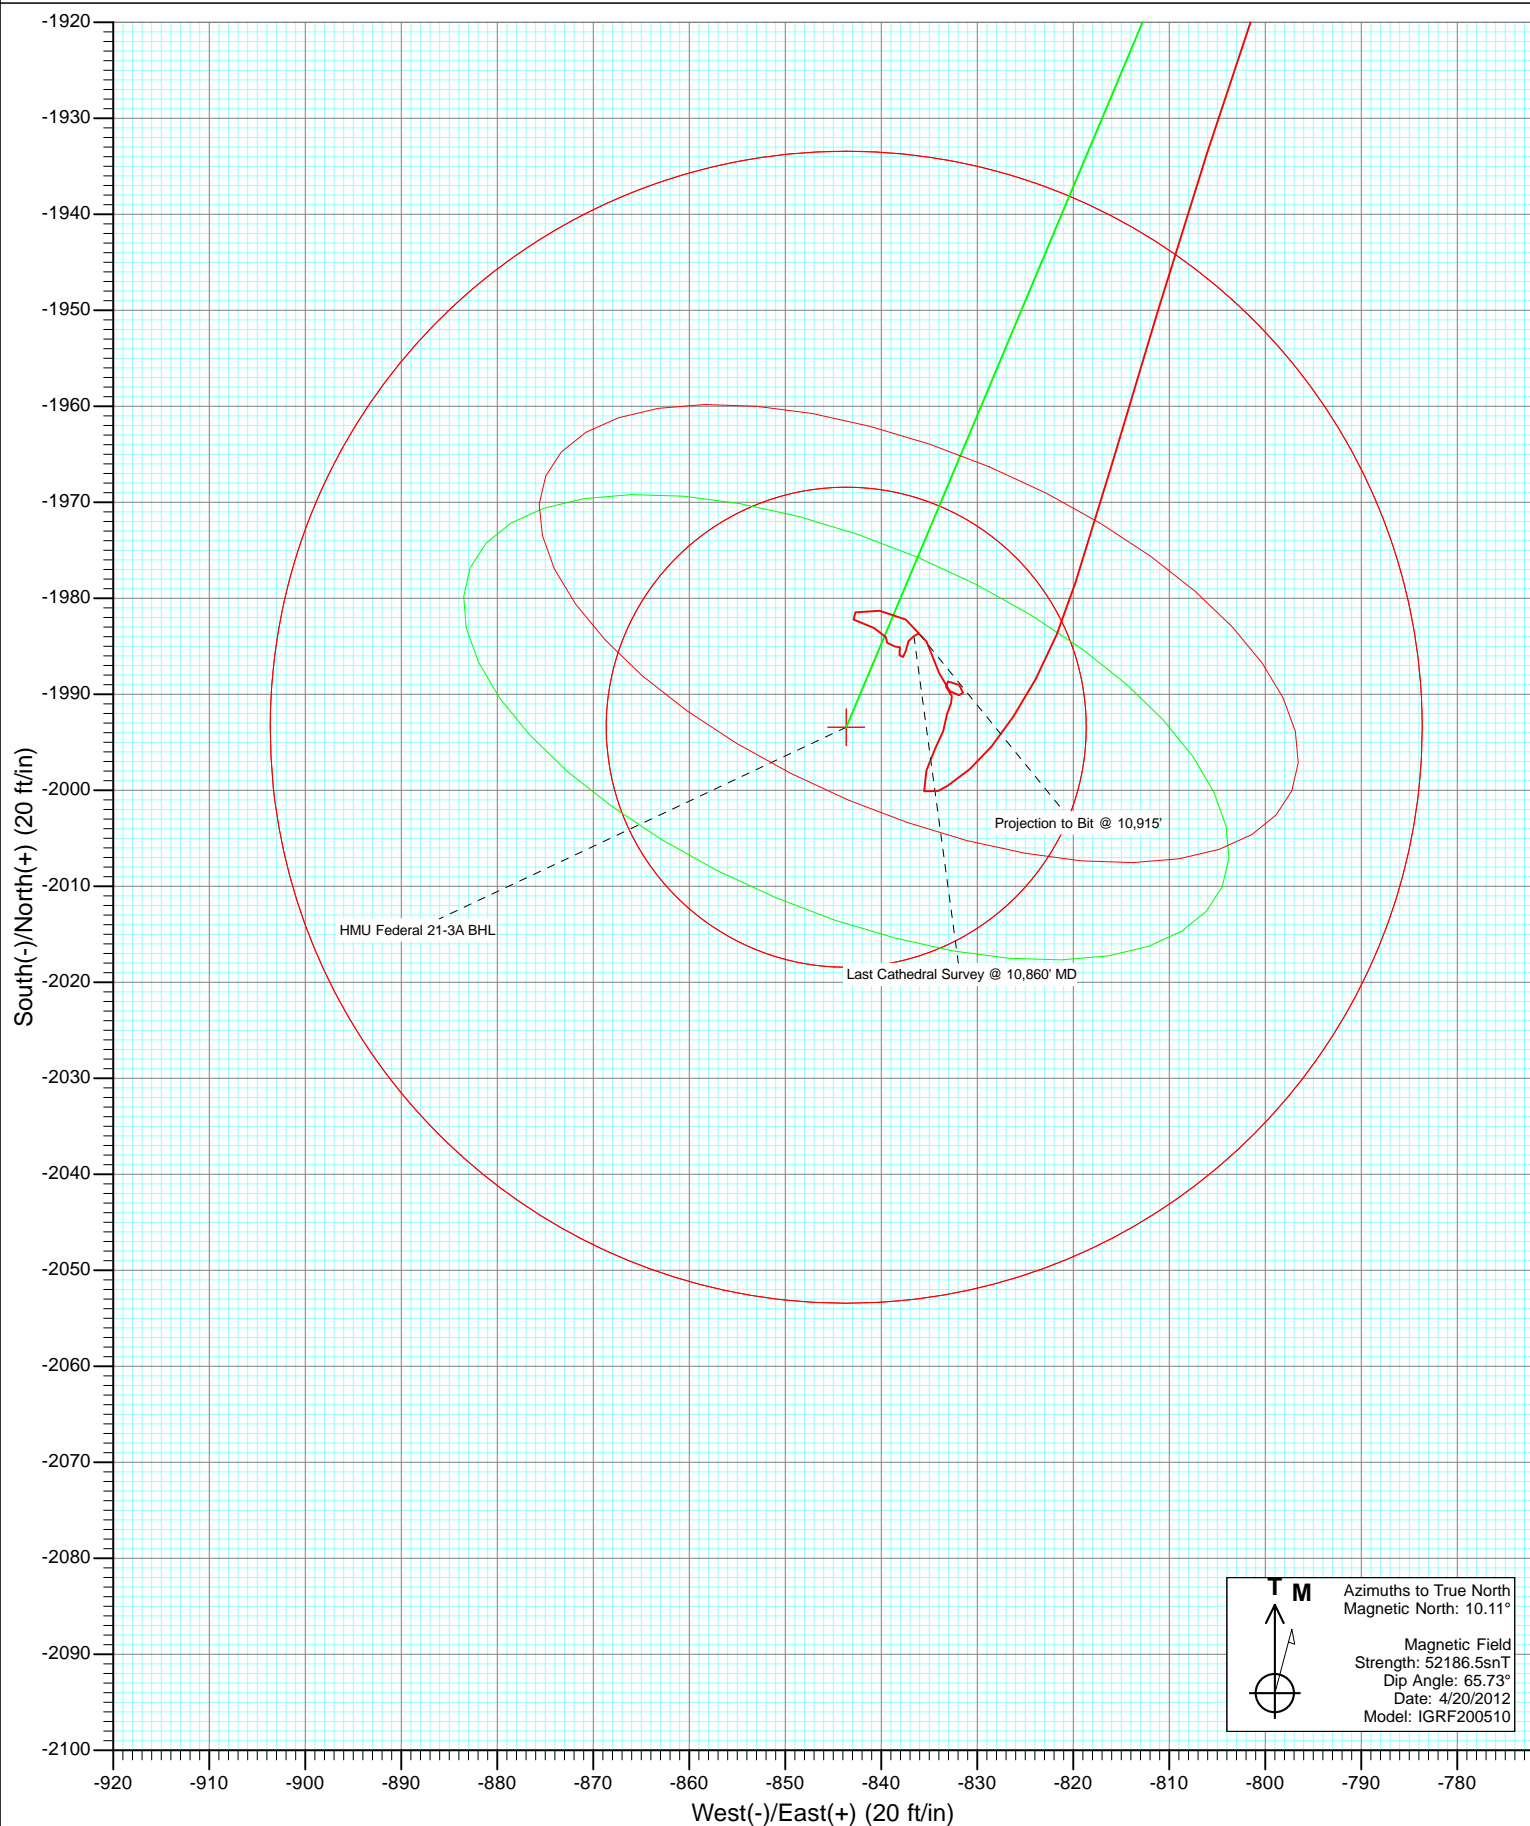 -1920
-1930
-1940
-1950
-1960
-1970
-1980
-1990
-2000
-2010
-2020
-2030
-2040
-2050
-2060
-2070
-2080
-2090
-2100
South(-)/North(+) (20 ft/in)
Projection to Bit @ 10,915'
HMU Federal 21-3A BHL
Last Cathedral Survey @ 10,860' MD
T M
Azimuths to True North
Magnetic North: 10.11°
Magnetic Field
Strength: 52186.5snT
Dip Angle: 65.73°
Date: 4/20/2012
Model: IGRF200510
-920 -910 -900 -890 -880 -870 -860 -850 -840 -830 -820 -810 -800 -790 -780
West(-)/East(+) (20 ft/in)